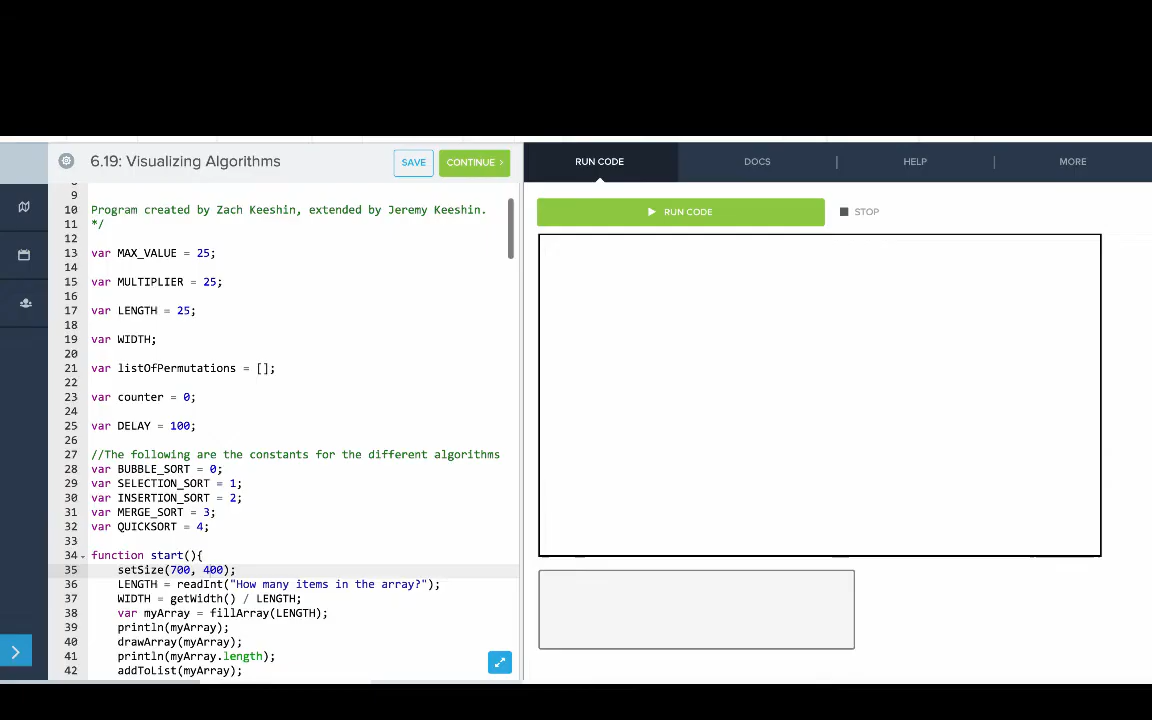 6.19: Visualizing Algorithms
SAVE
CONTINUE >
RUN CODE
DOCS
HELP
MORE
RUN CODE
STOP
9
10 Program created by Zach Keeshin, extended by Jeremy Keeshin.
11 */
12
13 var MAX_VALUE = 25;
14
15 var MULTIPLIER = 25;
16
17 var LENGTH = 25;
18
19 var WIDTH;
20
21 var listOfPermutations = [];
22
23 var counter = 0;
24
25 var DELAY = 100;
26
27 //The following are the constants for the different algorithms
28 var BUBBLE_SORT = 0;
29 var SELECTION_SORT = 1;
30 var INSERTION_SORT = 2;
31 var MERGE_SORT = 3;
32 var QUICKSORT = 4;
33
34 function start(){
35 setSize(700, 400);
36 LENGTH = readInt("How many items in the array?");
37 WIDTH = getWidth() / LENGTH;
38 var myArray = fillArray(LENGTH);
39 println(myArray);
40 drawArray(myArray);
41 println(myArray.length);
42 addToList(myArray);